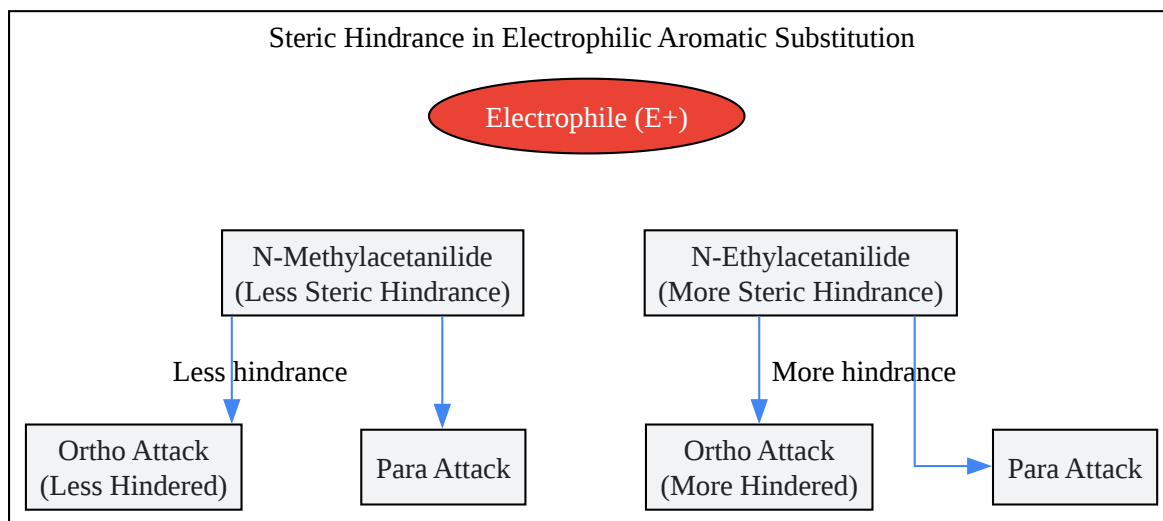 Steric Hindrance in Electrophilic Aromatic Substitution
Electrophile (E+)
N-Methylacetanilide
(Less Steric Hindrance)
N-Ethylacetanilide
(More Steric Hindrance)
Less hindrance
More hindrance
Ortho Attack
(Less Hindered)
Para Attack
Ortho Attack
(More Hindered)
Para Attack